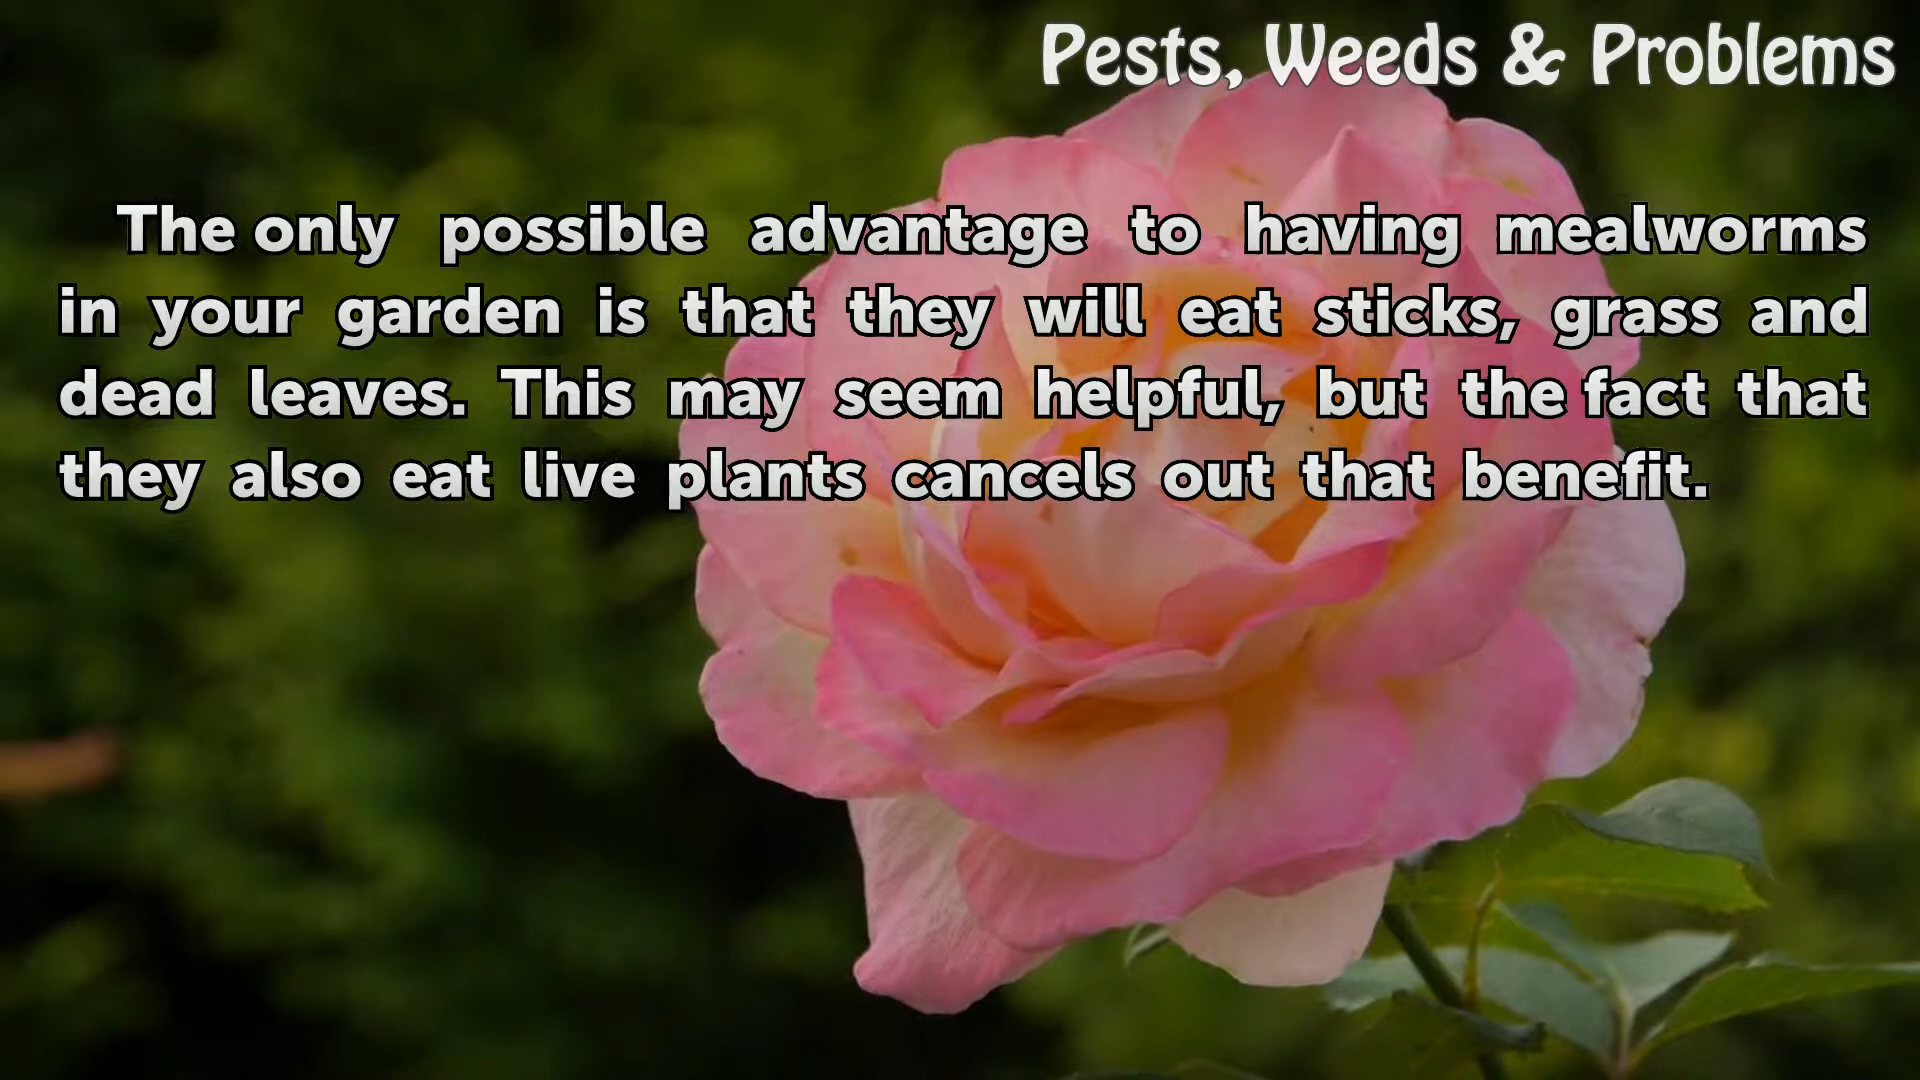 Pests, Weeds & Problems
The only possible advantage to having mealworms
in your garden is that they will eat sticks, grass and
dead leaves. This may seem helpful, but the fact that
they also eat live plants cancels out that benefit.